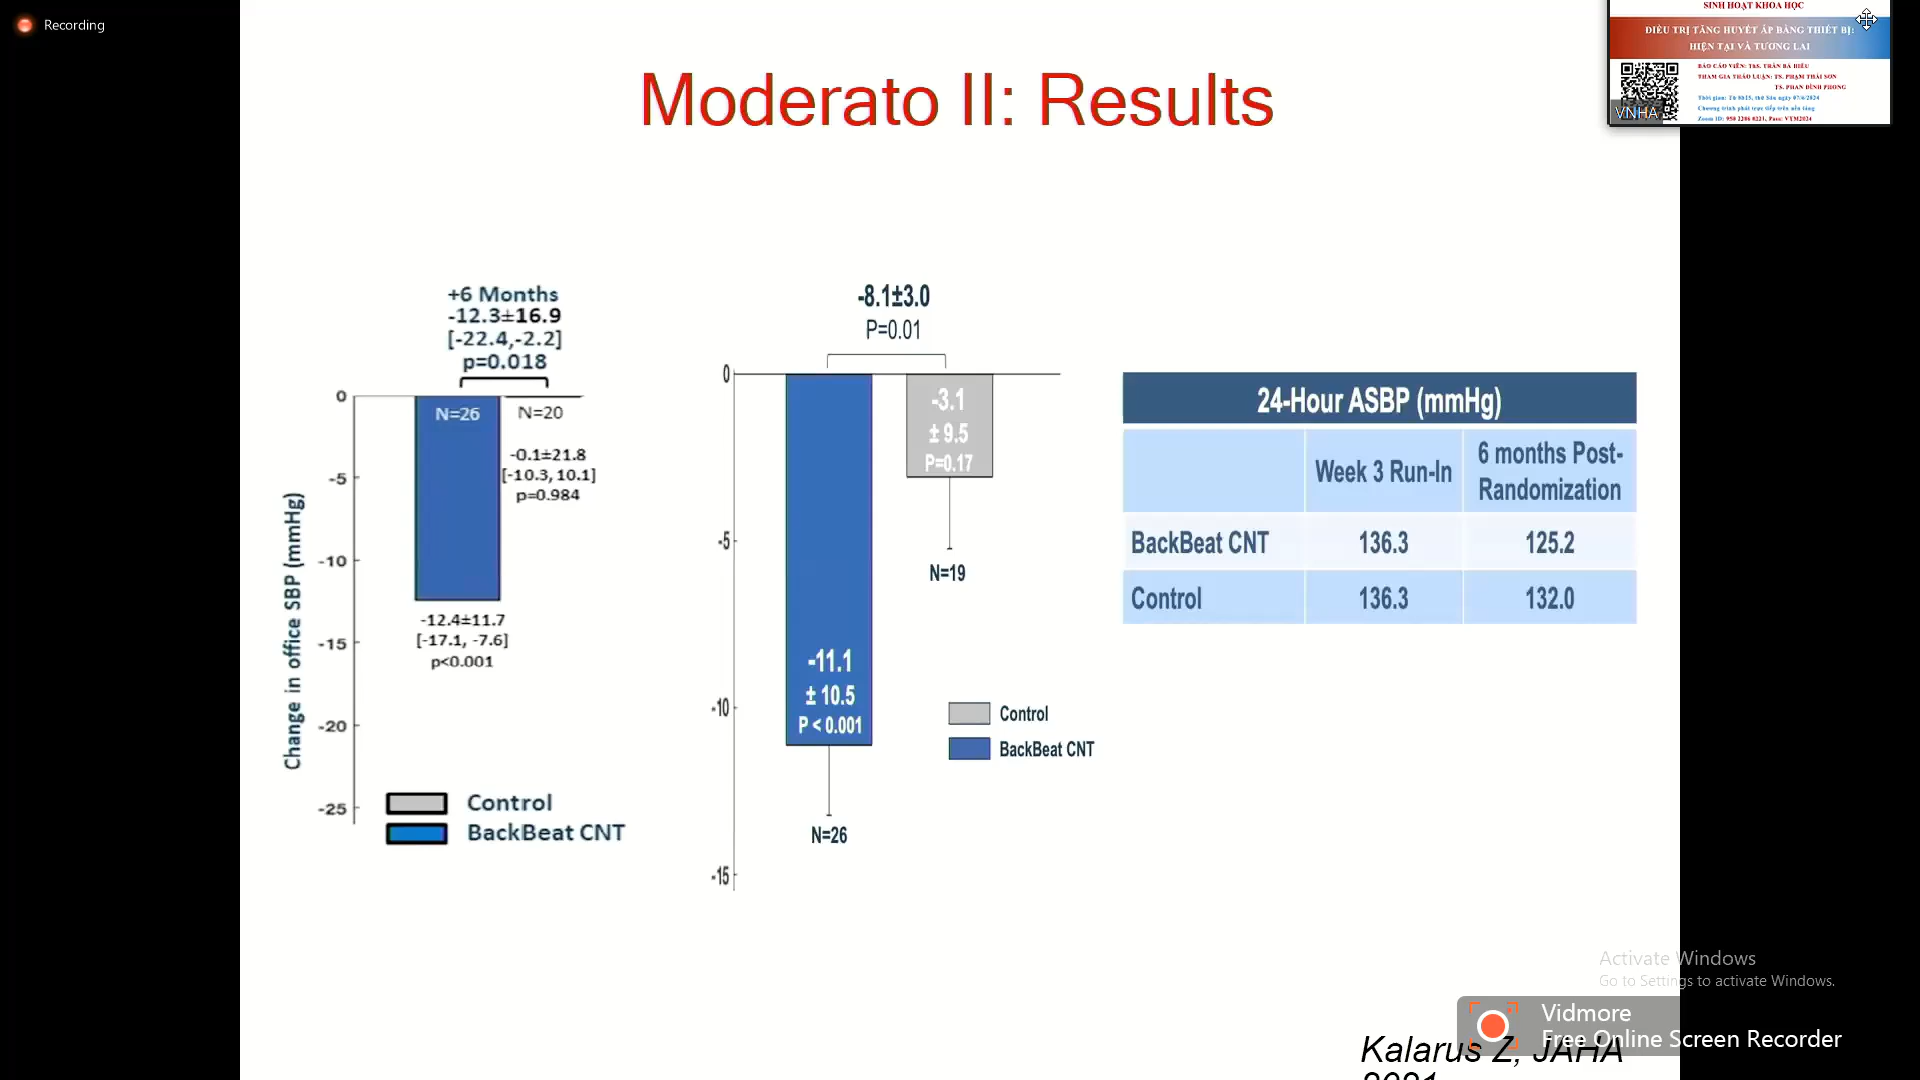 Recording
SINH HOẠT KHOA HỌC
ĐIỀU TRỊ TĂNG HUYẾT ÁP BẰNG THIẾT BỊ:
HIỆN TẠI VÀ TƯƠNG LAI
BÁO CÁO VIÊN: ThS. TRẦN BÁ HIẾU
THAM GIA THẢO LUẬN: TS. PHẠM THÁI SƠN
TS. PHAN ĐÌNH PHONG
Thời gian: Từ 8h15, thứ Sáu ngày 07/6/2024
Chương trình phát trực tiếp trên nền tảng
Zoom ID: 950 2206 0221, Pass: VYM2024
VNHA
Moderato II: Results
+6 Months
-12.3±16.9
[-22.4,-2.2]
p=0.018
0
-5
-10
-15
-20
-25
Change in office SBP (mmHg)
N=26
N=20
-0.1±21.8
[-10.3, 10.1]
p=0.984
-12.4±11.7
[-17.1, -7.6]
p<0.001
Control
BackBeat CNT
-8.1±3.0
P=0.01
0
-5
-10
-15
-3.1
± 9.5
P=0.17
N=19
-11.1
± 10.5
P < 0.001
N=26
Control
BackBeat CNT
24-Hour ASBP (mmHg)
Week 3 Run-In
6 months Post-
Randomization
BackBeat CNT 136.3 125.2
Control 136.3 132.0
Activate Windows
Go to Settings to activate Windows.
Vidmore
Free Online Screen Recorder
Kalarus Z, JAHA
2021